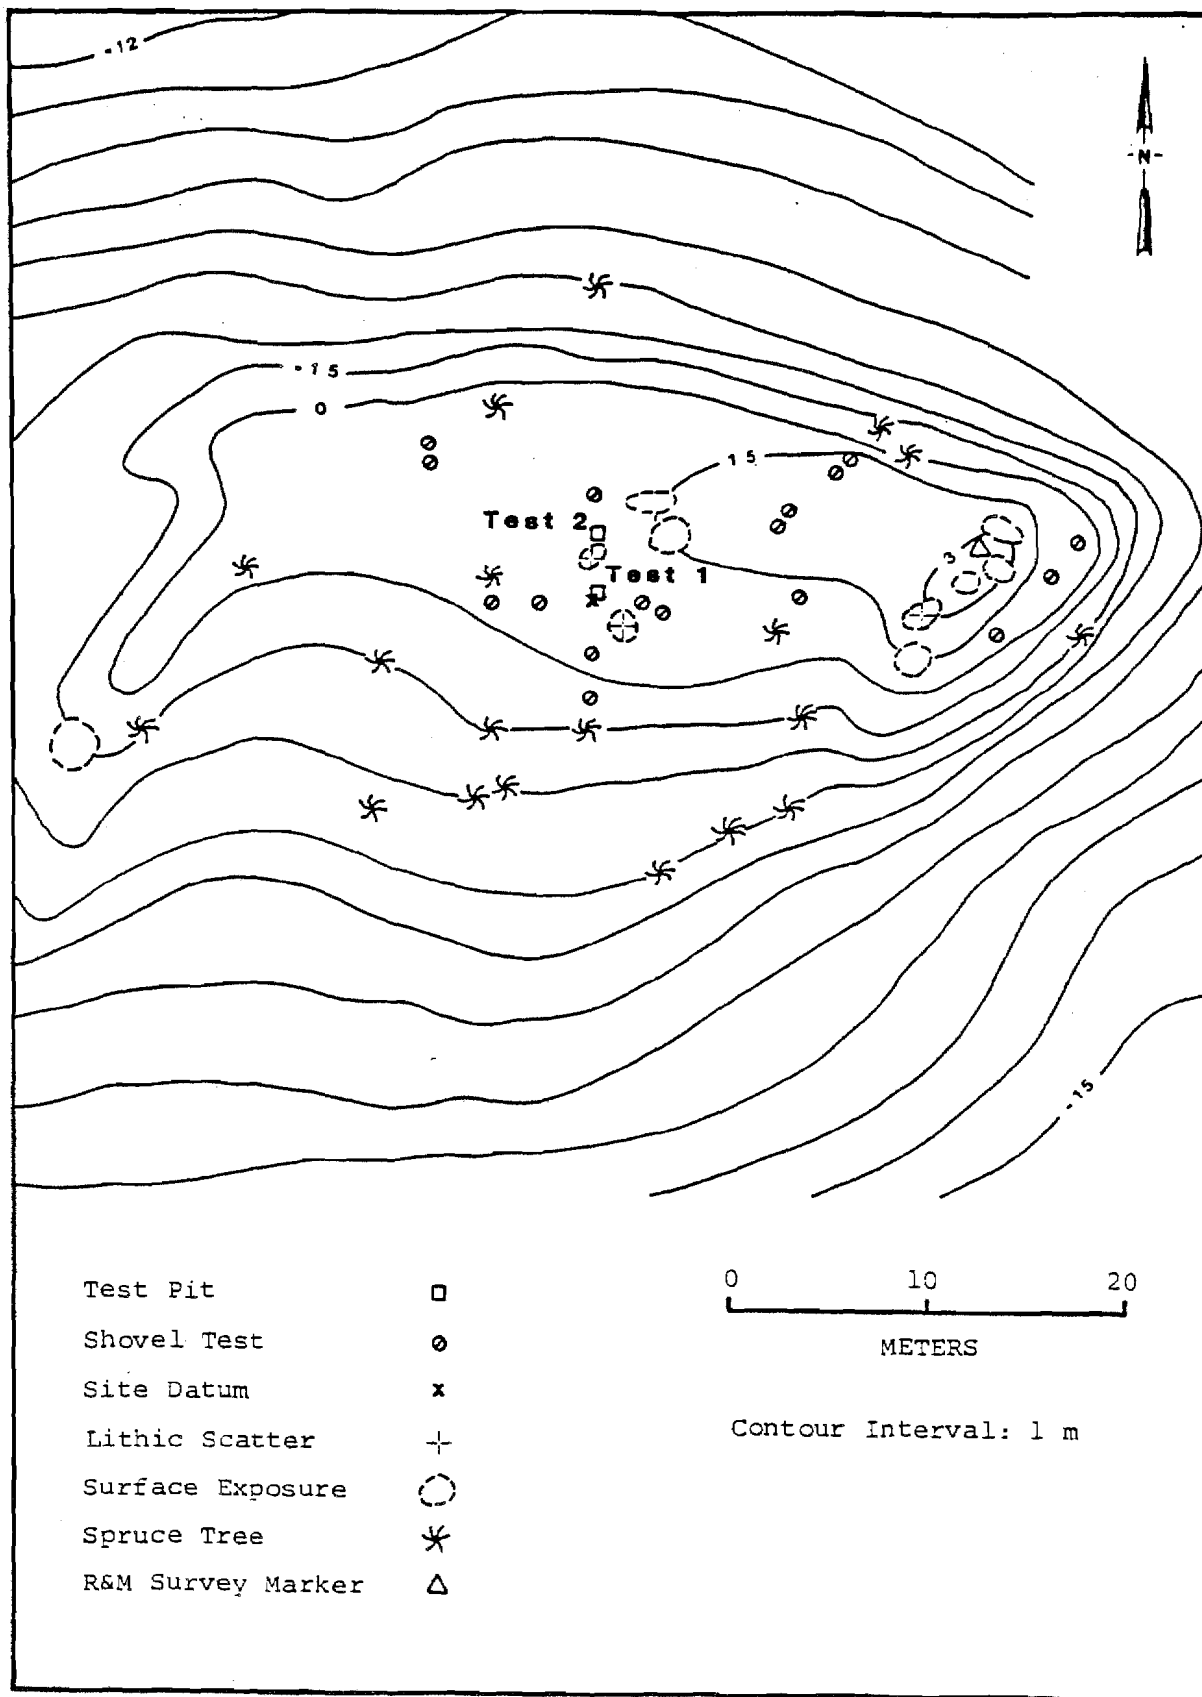 -12
-N-
-15
0
15
Test 2
Test 1
3
-15
Test Pit
Shovel Test
Site Datum
Lithic Scatter
Surface Exposure
Spruce Tree
R&M Survey Marker
0 10 20
METERS
Contour Interval: 1 m